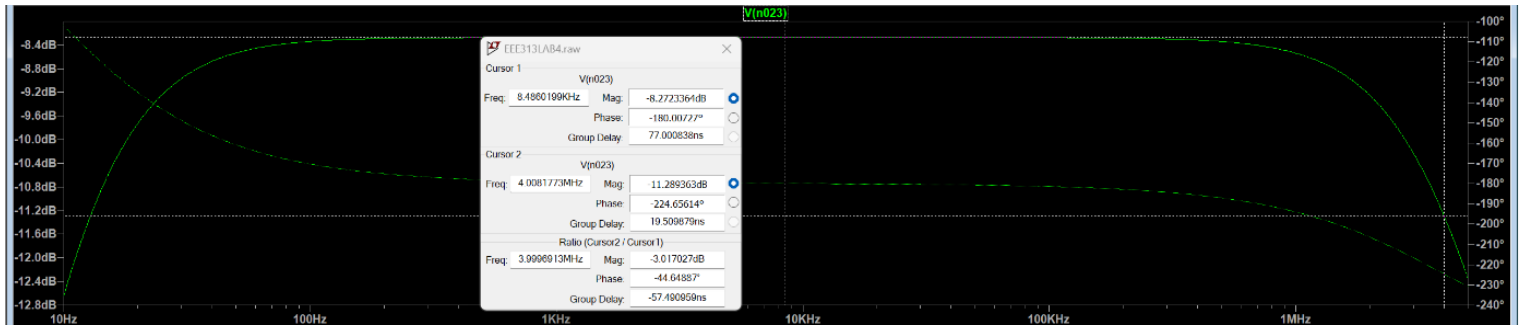 V(n023)
-8.4dB
-8.8dB
-9.2dB
-9.6dB
-10.0dB
-10.4dB
-10.8dB
-11.2dB
-11.6dB
-12.0dB
-12.4dB
-12.8dB
EEE313LAB4.raw
Cursor 1
V(n023)
Freq: 8.4860199KHz Mag: -8.2723364dB
Phase: -180.00727°
Group Delay: 77.000838ns
Cursor 2
V(n023)
Freq: 4.0081773MHz Mag: -11.289363dB
Phase: -224.65614°
Group Delay: 19.509879ns
Ratio (Cursor2 / Cursor1)
Freq: 3.9996913MHz Mag: -3.017027dB
Phase: -44.64887°
Group Delay: -57.490959ns
-100°
-110°
-120°
-130°
-140°
-150°
-160°
-170°
-180°
-190°
-200°
-210°
-220°
-230°
-240°
10Hz 100Hz 1KHz 10KHz 100KHz 1MHz